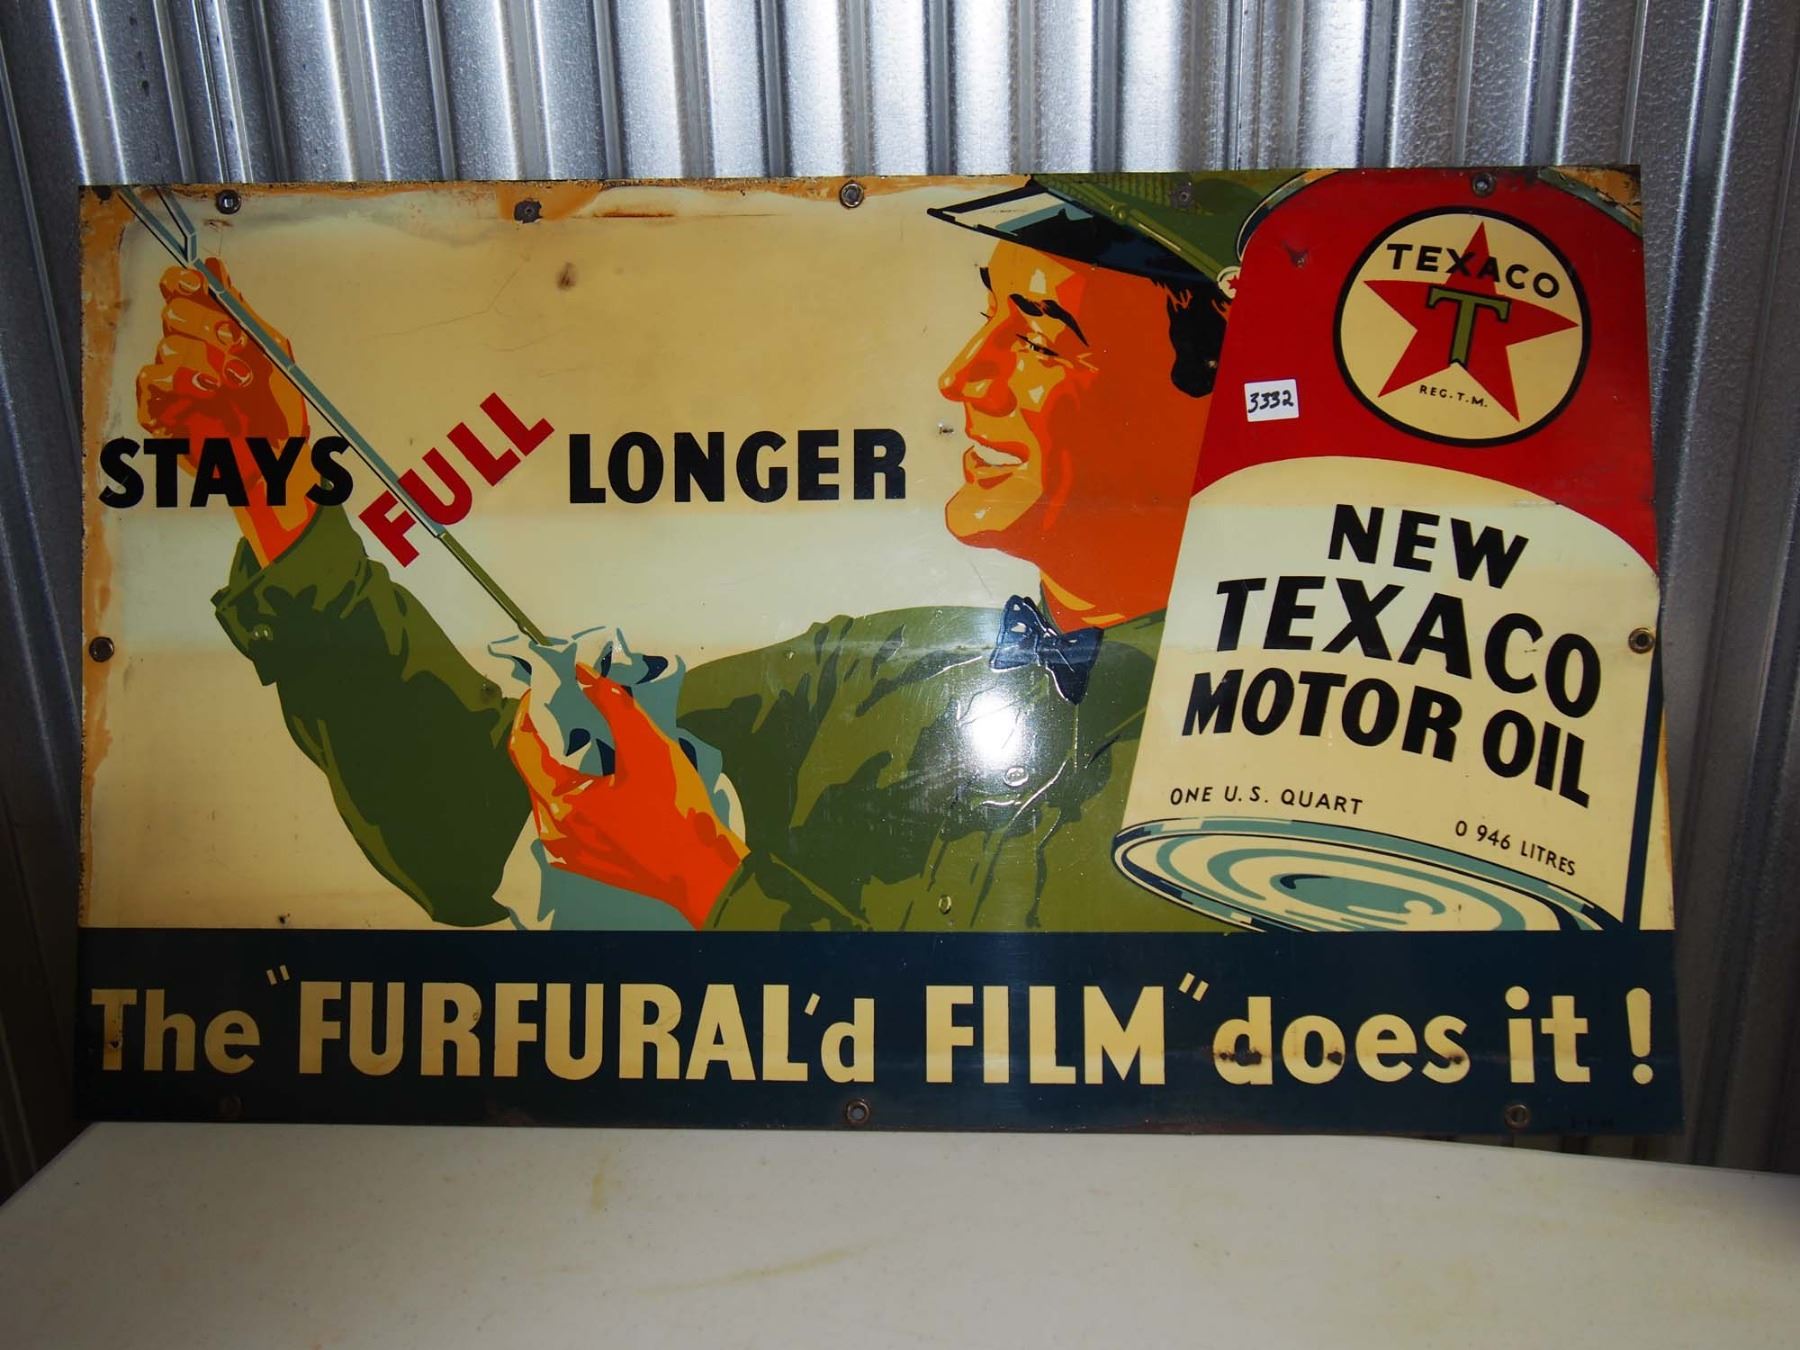 STAYS FULL LONGER
TEXACO
T
REG. T.M.
3332
NEW
TEXACO
MOTOR OIL
ONE U.S. QUART
0 946 LITRES
The "FURFURAL'd FILM" does it!